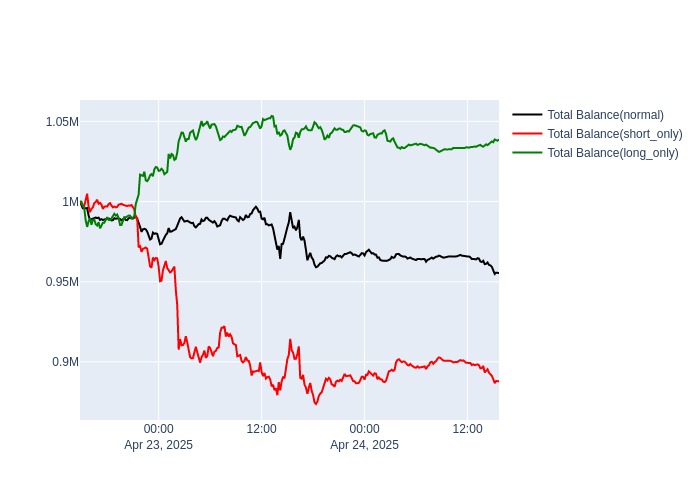 Total Balance(normal)
Total Balance(short_only)
Total Balance(long_only)
1.05M
1M
0.95M
0.9M
00:00
Apr 23, 2025
12:00
00:00
Apr 24, 2025
12:00